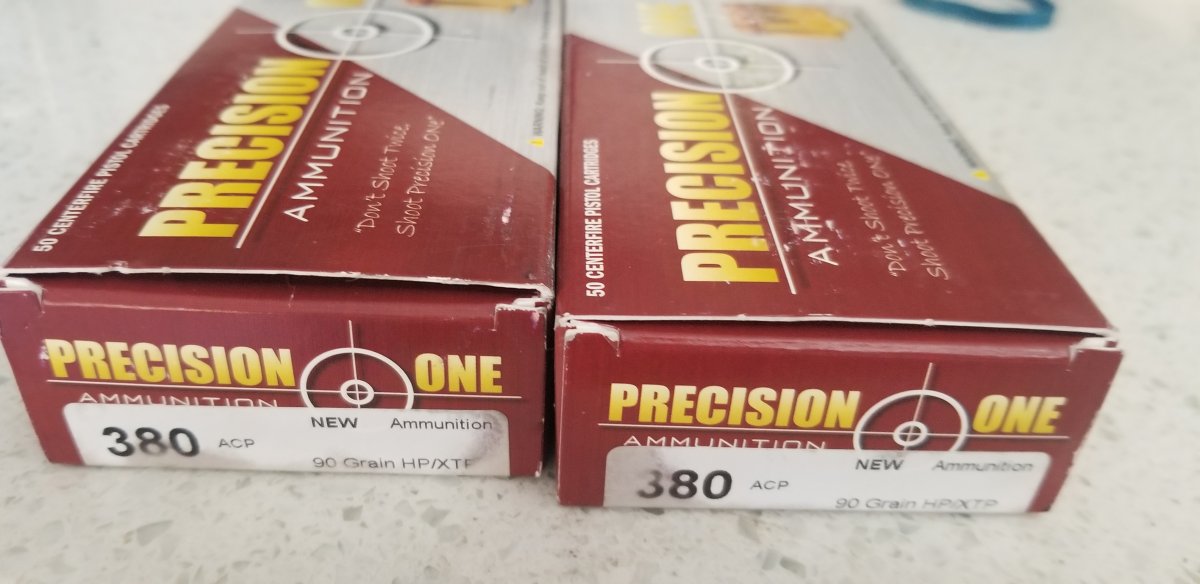 50 CENTERFIRE PISTOL CARTRIDGES
PRECISION
AMMUNITION
"Don't Shoot Twice
Shoot Precision ONE"
WARNING:
PRECISION ONE
AMMUNITION
380 ACP
NEW Ammunition
90 Grain HP/XTP
50 CENTERFIRE PISTOL CARTRIDGES
PRECISION
AMMUNITION
"Don't Shoot Twice
Shoot Precision ONE"
PRECISION ONE
AMMUNITION
380 ACP
NEW Ammunition
90 Grain HP/XTP